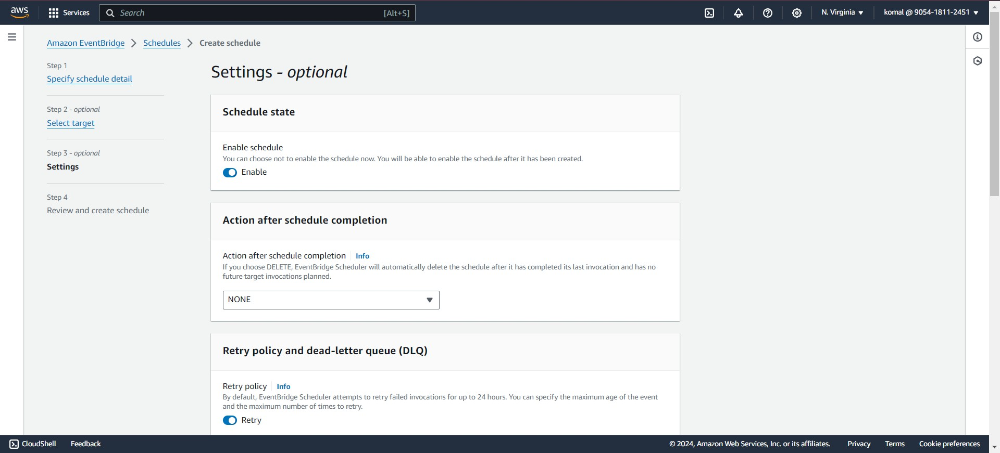 aws
Services
Search [Alt+S]
N. Virginia
komal @ 9054-1811-2451
Amazon EventBridge
Schedules
Create schedule
Step 1
Specify schedule detail
Step 2 - optional
Select target
Step 3 - optional
Settings
Step 4
Review and create schedule
Settings - optional
Schedule state
Enable schedule
You can choose not to enable the schedule now. You will be able to enable the schedule after it has been created.
Enable
Action after schedule completion
Action after schedule completion Info
If you choose DELETE, EventBridge Scheduler will automatically delete the schedule after it has completed its last invocation and has no
future target invocations planned.
NONE
Retry policy and dead-letter queue (DLQ)
Retry policy Info
By default, EventBridge Scheduler attempts to retry failed invocations for up to 24 hours. You can specify the maximum age of the event
and the maximum number of times to retry.
Retry
CloudShell
Feedback
© 2024, Amazon Web Services, Inc. or its affiliates.
Privacy
Terms
Cookie preferences